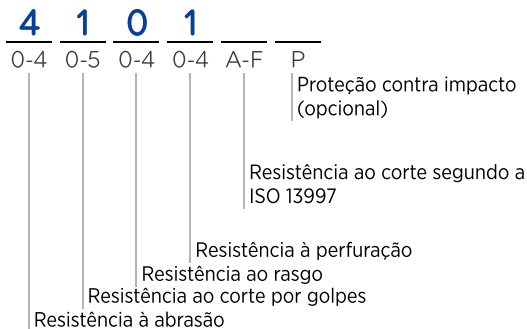 4 1 0 1
0-4 0-5 0-4 0-4 A-F P
Proteção contra impacto
(opcional)
Resistência ao corte segundo a
ISO 13997
Resistência à perfuração
Resistência ao rasgo
Resistência ao corte por golpes
Resistência à abrasão